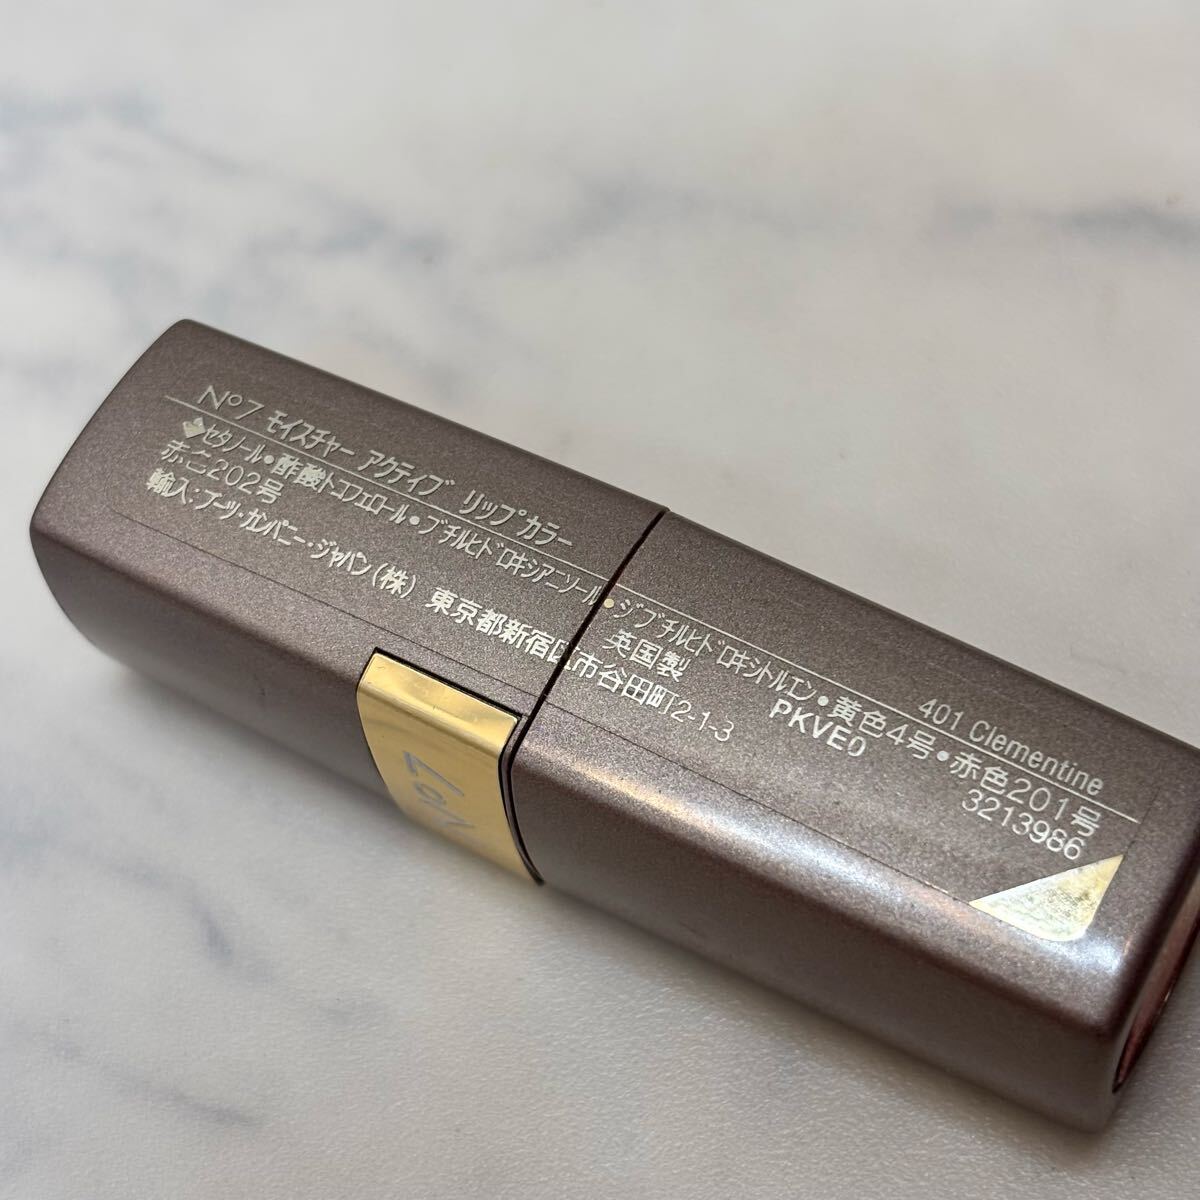 No7 モイスチャー アクティブ リップカラー 401 Clementine
◆セタノール・酢酸トコフェロール・ブチルヒドロキシアニソール・ジブチルヒドロキシトルエン・黄色4号・赤色201号
赤色202号 英国製 PKVE0 3213986
輸入:ブーツ・カンパニー・ジャパン(株) 東京都新宿区市谷田町2-1-3
No7